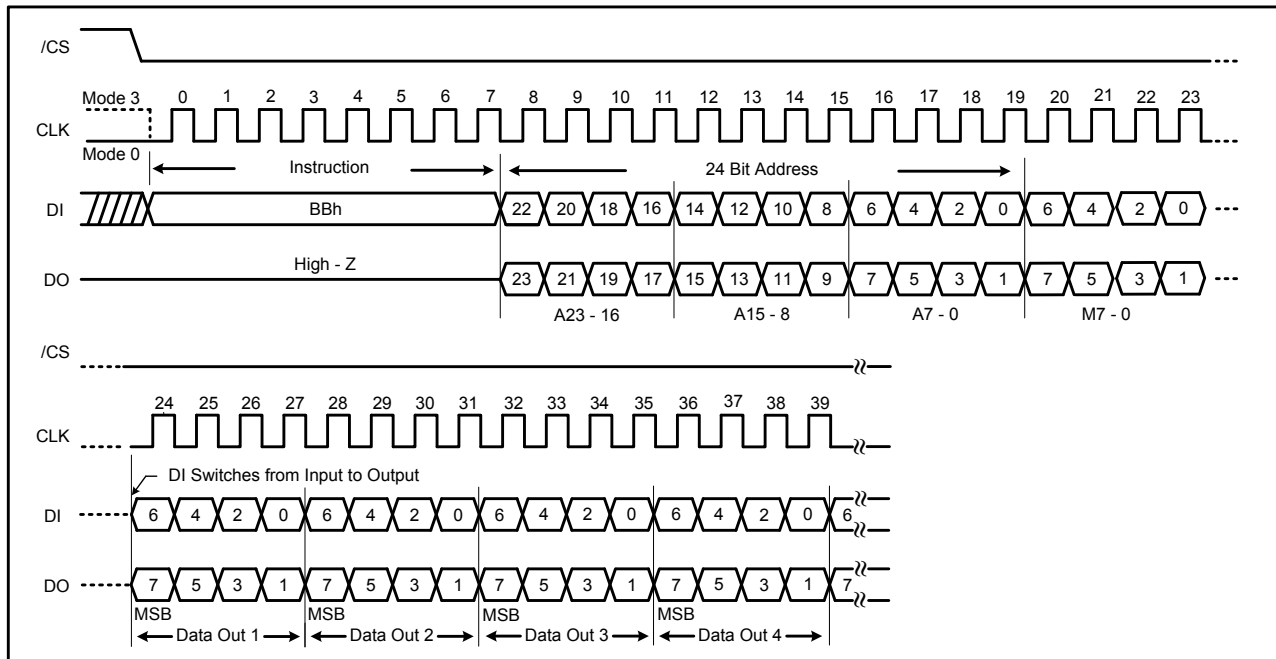 /CS
Mode 3 0 1 2 3 4 5 6 7 8 9 10 11 12 13 14 15 16 17 18 19 20 21 22 23
CLK
Mode 0
Instruction 24 Bit Address
DI BBh 22 20 18 16 14 12 10 8 6 4 2 0 6 4 2 0
High - Z
DO 23 21 19 17 15 13 11 9 7 5 3 1 7 5 3 1
A23 - 16 A15 - 8 A7 - 0 M7 - 0
/CS
24 25 26 27 28 29 30 31 32 33 34 35 36 37 38 39
CLK
DI Switches from Input to Output
DI 6 4 2 0 6 4 2 0 6 4 2 0 6 4 2 0 6
DO 7 5 3 1 7 5 3 1 7 5 3 1 7 5 3 1 7
MSB MSB MSB MSB
Data Out 1 Data Out 2 Data Out 3 Data Out 4